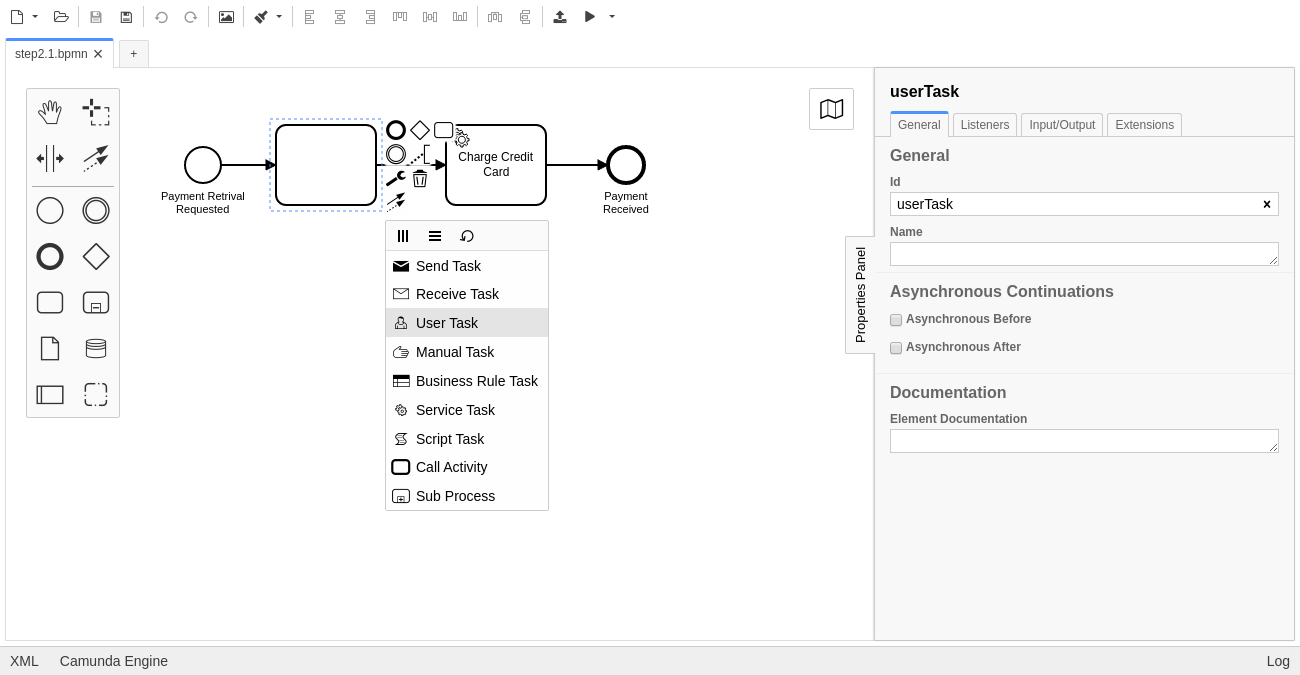 step2.1.bpmn
+
Payment Retrival
Requested
Charge Credit
Card
Payment
Received
Send Task
Receive Task
User Task
Manual Task
Business Rule Task
Service Task
Script Task
Call Activity
Sub Process
Properties Panel
userTask
General
Listeners
Input/Output
Extensions
General
Id
userTask
Name
Asynchronous Continuations
Asynchronous Before
Asynchronous After
Documentation
Element Documentation
XML
Camunda Engine
Log